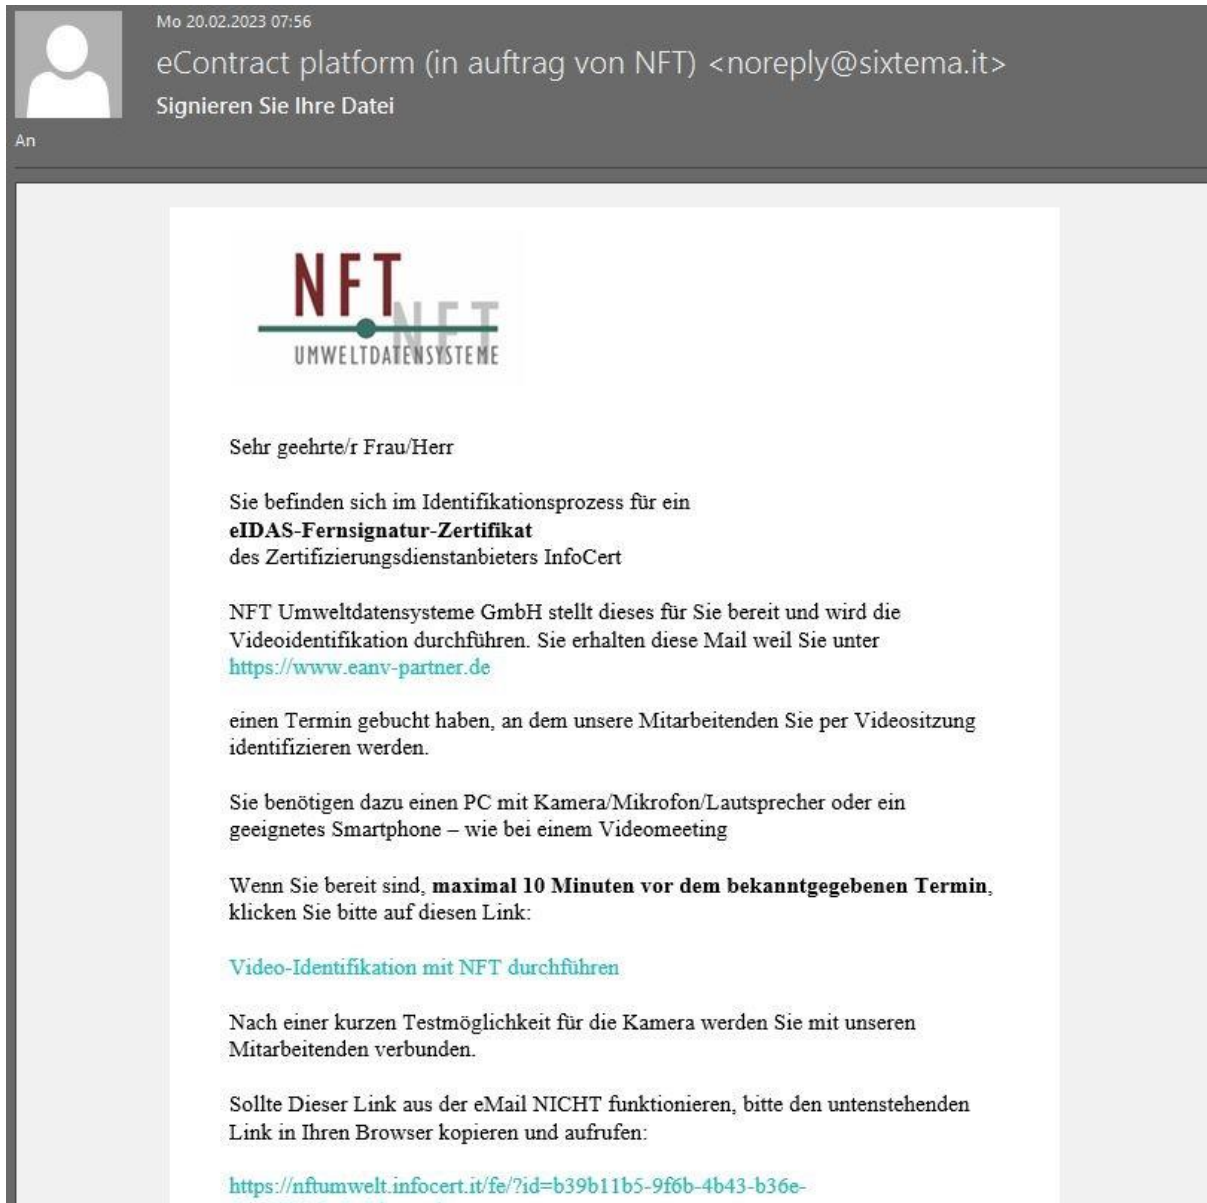 Mo 20.02.2023 07:56
eContract platform (in auftrag von NFT) <noreply@sixtema.it>
Signieren Sie Ihre Datei
An
NFT
NFT
UMWELTDATENSYSTEME
Sehr geehrte/r Frau/Herr
Sie befinden sich im Identifikationsprozess für ein
eIDAS-Fernsignatur-Zertifikat
des Zertifizierungsdienstanbieters InfoCert
NFT Umweltdatensysteme GmbH stellt dieses für Sie bereit und wird die
Videoidentifikation durchführen. Sie erhalten diese Mail weil Sie unter
https://www.eanv-partner.de
einen Termin gebucht haben, an dem unsere Mitarbeitenden Sie per Videositzung
identifizieren werden.
Sie benötigen dazu einen PC mit Kamera/Mikrofon/Lautsprecher oder ein
geeignetes Smartphone – wie bei einem Videomeeting
Wenn Sie bereit sind, maximal 10 Minuten vor dem bekanntgegebenen Termin,
klicken Sie bitte auf diesen Link:
Video-Identifikation mit NFT durchführen
Nach einer kurzen Testmöglichkeit für die Kamera werden Sie mit unseren
Mitarbeitenden verbunden.
Sollte Dieser Link aus der eMail NICHT funktionieren, bitte den untenstehenden
Link in Ihren Browser kopieren und aufrufen:
https://nftumwelt.infocert.it/fe/?id=b39b11b5-9f6b-4b43-b36e-